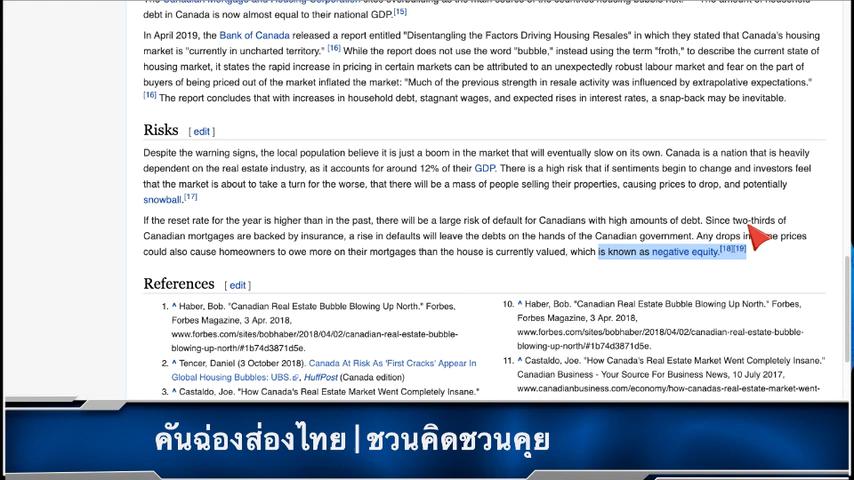 debt in Canada is now almost equal to their national GDP.[15]
In April 2019, the Bank of Canada released a report entitled "Disentangling the Factors Driving Housing Resales" in which they stated that Canada's housing
market is "currently in uncharted territory." [16] While the report does not use the word "bubble," instead using the term "froth," to describe the current state of
housing market, it states the rapid increase in pricing in certain markets can be attributed to an unexpectedly robust labour market and fear on the part of
buyers of being priced out of the market inflated the market: "Much of the previous strength in resale activity was influenced by extrapolative expectations."
[16] The report concludes that with increases in household debt, stagnant wages, and expected rises in interest rates, a snap-back may be inevitable.
Risks [ edit ]
Despite the warning signs, the local population believe it is just a boom in the market that will eventually slow on its own. Canada is a nation that is heavily
dependent on the real estate industry, as it accounts for around 12% of their GDP. There is a high risk that if sentiments begin to change and investors feel
that the market is about to take a turn for the worse, that there will be a mass of people selling their properties, causing prices to drop, and potentially
snowball.[17]
If the reset rate for the year is higher than in the past, there will be a large risk of default for Canadians with high amounts of debt. Since two-thirds of
Canadian mortgages are backed by insurance, a rise in defaults will leave the debts on the hands of the Canadian government. Any drops in prices
could also cause homeowners to owe more on their mortgages than the house is currently valued, which is known as negative equity.[18][19]
References [ edit ]
1. ^ Haber, Bob. "Canadian Real Estate Bubble Blowing Up North." Forbes,
Forbes Magazine, 3 Apr. 2018,
www.forbes.com/sites/bobhaber/2018/04/02/canadian-real-estate-bubble-
blowing-up-north/#1b74d3871d5e.
2. ^ Tencer, Daniel (3 October 2018). Canada At Risk As 'First Cracks' Appear In
Global Housing Bubbles: UBS, HuffPost (Canada edition)
3. ^ Castaldo, Joe. "How Canada's Real Estate Market Went Completely Insane."
10. ^ Haber, Bob. "Canadian Real Estate Bubble Blowing Up North." Forbes,
Forbes Magazine, 3 Apr. 2018,
www.forbes.com/sites/bobhaber/2018/04/02/canadian-real-estate-
bubble-blowing-up-north/#1b74d3871d5e.
11. ^ Castaldo, Joe. "How Canada's Real Estate Market Went Completely Insane."
Canadian Business - Your Source For Business News, 10 July 2017,
www.canadianbusiness.com/economy/how-canadas-real-estate-market-went-
คันฉ่องส่องไทย | ชวนคิดชวนคุย